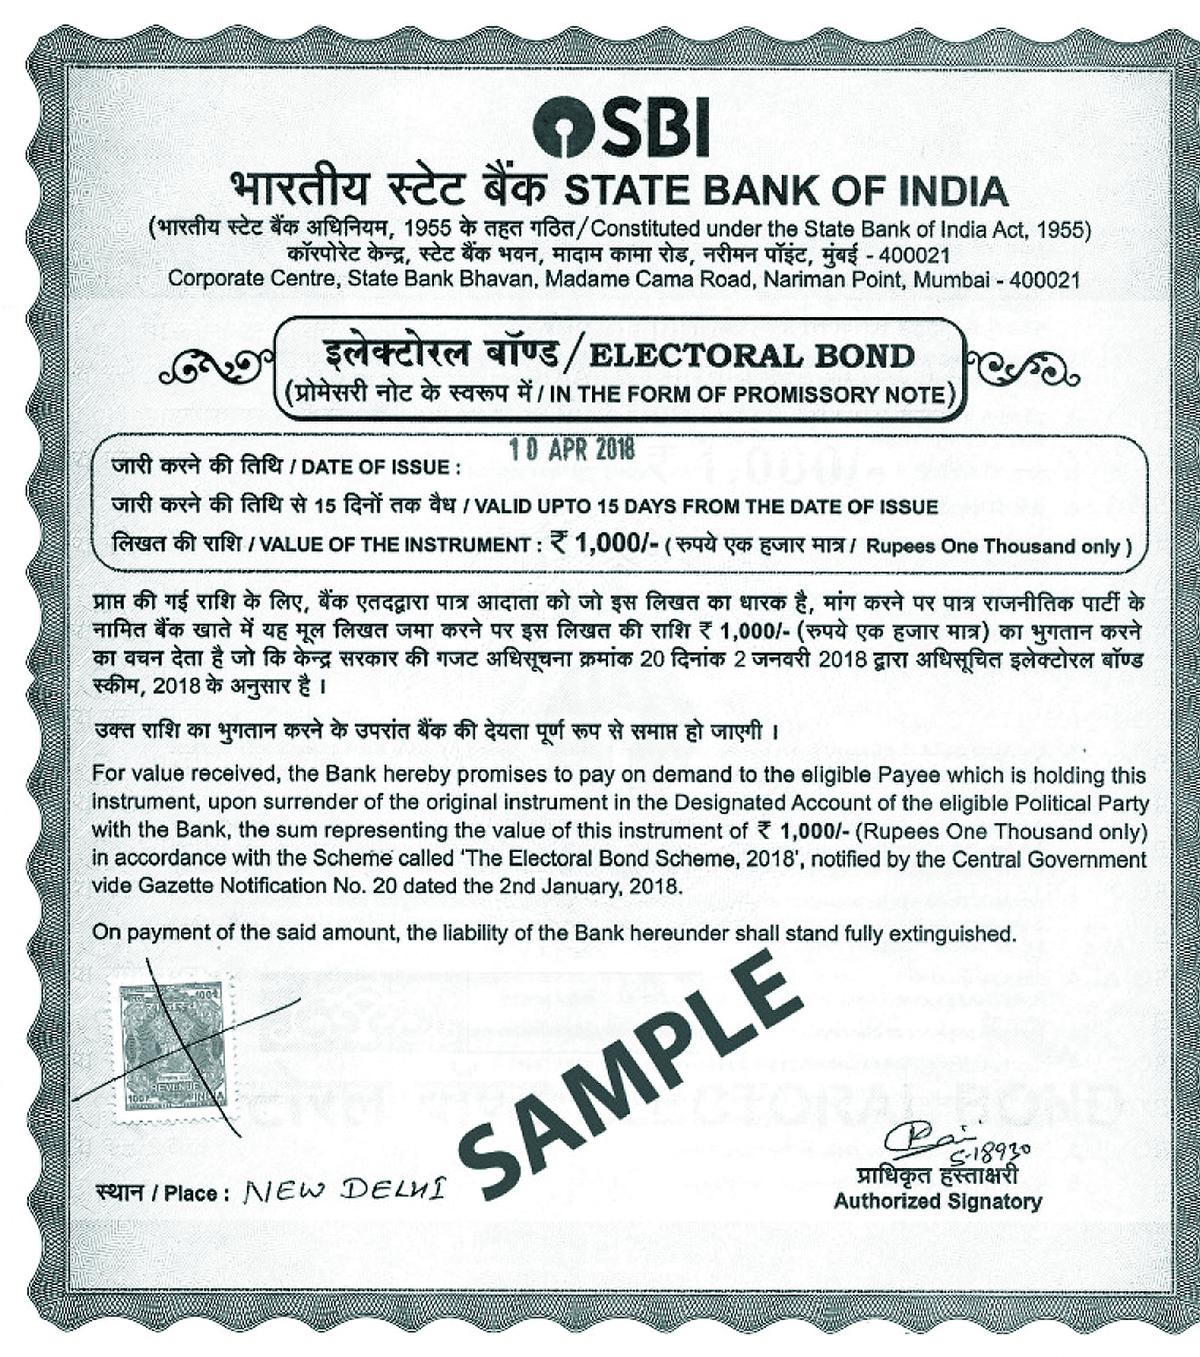 SBI
भारतीय स्टेट बैंक STATE BANK OF INDIA
(भारतीय स्टेट बैंक अधिनियम, 1955 के तहत गठित/Constituted under the State Bank of India Act, 1955)
कॉरपोरेट केन्द्र, स्टेट बैंक भवन, मादाम कामा रोड, नरीमन पॉइंट, मुंबई - 400021
Corporate Centre, State Bank Bhavan, Madame Cama Road, Nariman Point, Mumbai - 400021
इलेक्टोरल बॉण्ड/ELECTORAL BOND
(प्रोमेसरी नोट के स्वरूप में/ IN THE FORM OF PROMISSORY NOTE)
10 APR 2018
जारी करने की तिथि / DATE OF ISSUE :
जारी करने की तिथि से 15 दिनों तक वैध / VALID UPTO 15 DAYS FROM THE DATE OF ISSUE
लिखत की राशि / VALUE OF THE INSTRUMENT : ₹ 1,000/- ( रुपये एक हजार मात्र / Rupees One Thousand only )
प्राप्त की गई राशि के लिए, बैंक एतदद्वारा पात्र आदाता को जो इस लिखत का धारक है, मांग करने पर पात्र राजनीतिक पार्टी के
नामित बैंक खाते में यह मूल लिखत जमा करने पर इस लिखत की राशि ₹ 1,000/- (रुपये एक हजार मात्र) का भुगतान करने
का वचन देता है जो कि केन्द्र सरकार की गजट अधिसूचना क्रमांक 20 दिनांक 2 जनवरी 2018 द्वारा अधिसूचित इलेक्टोरल बॉण्ड
स्कीम, 2018 के अनुसार है ।
उक्त राशि का भुगतान करने के उपरांत बैंक की देयता पूर्ण रूप से समाप्त हो जाएगी ।
For value received, the Bank hereby promises to pay on demand to the eligible Payee which is holding this
instrument, upon surrender of the original instrument in the Designated Account of the eligible Political Party
with the Bank, the sum representing the value of this instrument of ₹ 1,000/- (Rupees One Thousand only)
in accordance with the Scheme called 'The Electoral Bond Scheme, 2018', notified by the Central Government
vide Gazette Notification No. 20 dated the 2nd January, 2018.
On payment of the said amount, the liability of the Bank hereunder shall stand fully extinguished.
REVENUE
INDIA
SAMPLE
S-18930
प्राधिकृत हस्ताक्षरी
Authorized Signatory
स्थान / Place : NEW DELHI